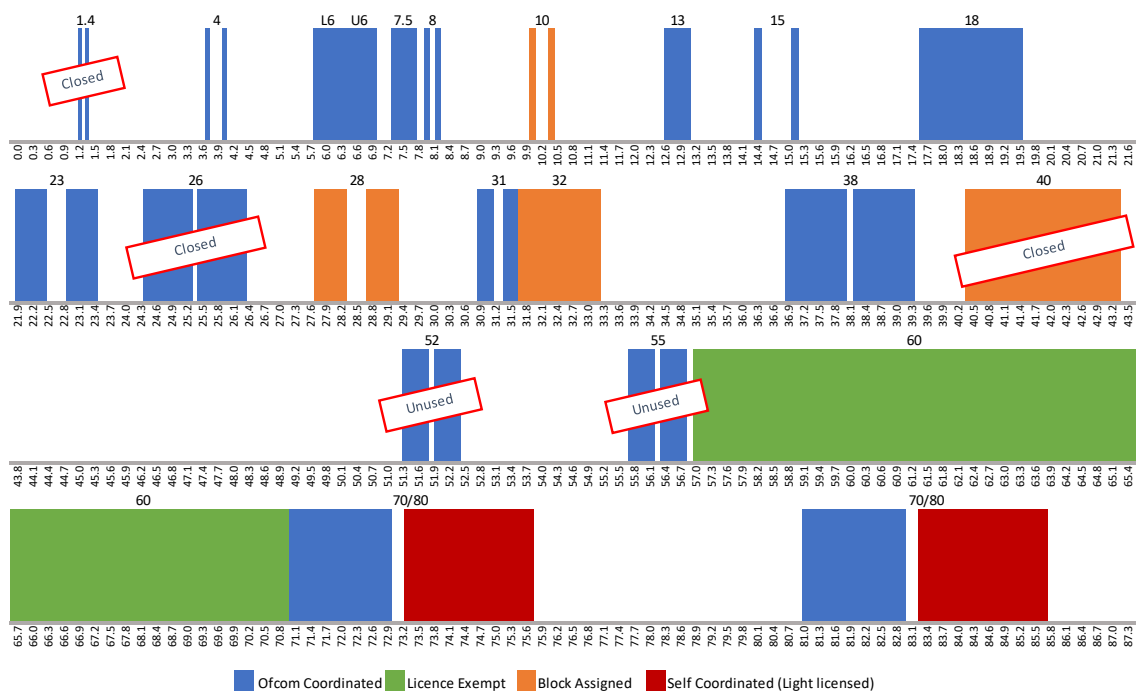 1.4 4 L6 U6 7.5 8 10 13 15 18
Closed
0.0 0.3 0.6 0.9 1.2 1.5 1.8 2.1 2.4 2.7 3.0 3.3 3.6 3.9 4.2 4.5 4.8 5.1 5.4 5.7 6.0 6.3 6.6 6.9 7.2 7.5 7.8 8.1 8.4 8.7 9.0 9.3 9.6 9.9 10.2 10.5 10.8 11.1 11.4 11.7 12.0 12.3 12.6 12.9 13.2 13.5 13.8 14.1 14.4 14.7 15.0 15.3 15.6 15.9 16.2 16.5 16.8 17.1 17.4 17.7 18.0 18.3 18.6 18.9 19.2 19.5 19.8 20.1 20.4 20.7 21.0 21.3 21.6
23 26 28 31 32 38 40
Closed Closed
21.9 22.2 22.5 22.8 23.1 23.4 23.7 24.0 24.3 24.6 24.9 25.2 25.5 25.8 26.1 26.4 26.7 27.0 27.3 27.6 27.9 28.2 28.5 28.8 29.1 29.4 29.7 30.0 30.3 30.6 30.9 31.2 31.5 31.8 32.1 32.4 32.7 33.0 33.3 33.6 33.9 34.2 34.5 34.8 35.1 35.4 35.7 36.0 36.3 36.6 36.9 37.2 37.5 37.8 38.1 38.4 38.7 39.0 39.3 39.6 39.9 40.2 40.5 40.8 41.1 41.4 41.7 42.0 42.3 42.6 42.9 43.2 43.5
52 55 60
Unused Unused
43.8 44.1 44.4 44.7 45.0 45.3 45.6 45.9 46.2 46.5 46.8 47.1 47.4 47.7 48.0 48.3 48.6 48.9 49.2 49.5 49.8 50.1 50.4 50.7 51.0 51.3 51.6 51.9 52.2 52.5 52.8 53.1 53.4 53.7 54.0 54.3 54.6 54.9 55.2 55.5 55.8 56.1 56.4 56.7 57.0 57.3 57.6 57.9 58.2 58.5 58.8 59.1 59.4 59.7 60.0 60.3 60.6 60.9 61.2 61.5 61.8 62.1 62.4 62.7 63.0 63.3 63.6 63.9 64.2 64.5 64.8 65.1 65.4
60 70/80 70/80
65.7 66.0 66.3 66.6 66.9 67.2 67.5 67.8 68.1 68.4 68.7 69.0 69.3 69.6 69.9 70.2 70.5 70.8 71.1 71.4 71.7 72.0 72.3 72.6 72.9 73.2 73.5 73.8 74.1 74.4 74.7 75.0 75.3 75.6 75.9 76.2 76.5 76.8 77.1 77.4 77.7 78.0 78.3 78.6 78.9 79.2 79.5 79.8 80.1 80.4 80.7 81.0 81.3 81.6 81.9 82.2 82.5 82.8 83.1 83.4 83.7 84.0 84.3 84.6 84.9 85.2 85.5 85.8 86.1 86.4 86.7 87.0 87.3
Ofcom Coordinated Licence Exempt Block Assigned Self Coordinated (Light licensed)